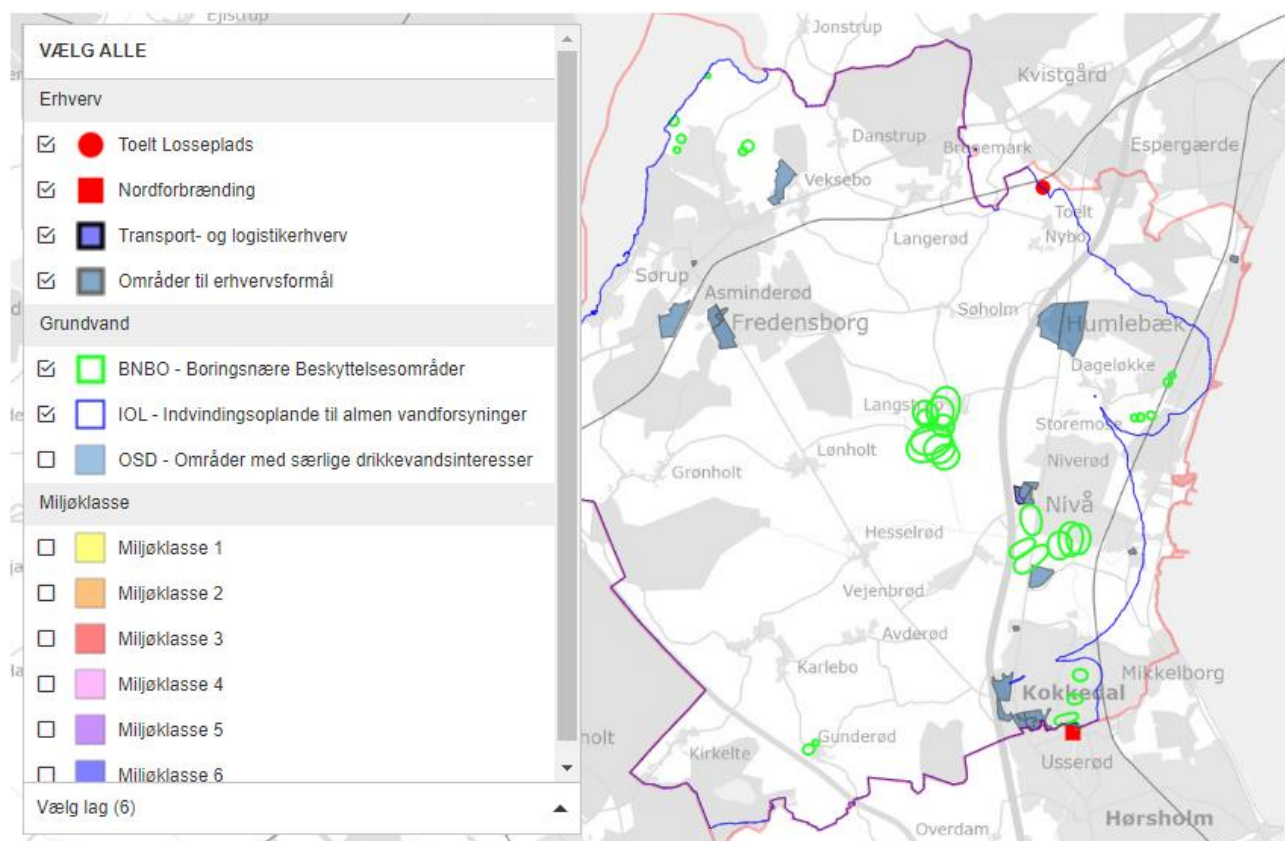 VÆLG ALLE
Erhverv
Toelt Losseplads
Nordforbrænding
Transport- og logistikerhverv
Områder til erhvervsformål
Grundvand
BNBO - Boringsnære Beskyttelsesområder
IOL - Indvindingsoplande til almen vandforsyninger
OSD - Områder med særlige drikkevandsinteresser
Miljøklasse
Miljøklasse 1
Miljøklasse 2
Miljøklasse 3
Miljøklasse 4
Miljøklasse 5
Miljøklasse 6
Vælg lag (6)
Jonstrup
Kvistgård
Danstrup
Espergærde
Veksebo
Toelt
Nybo
Langerød
Sørup
Asminderød
Fredensborg
Søholm
Humlebæk
Dageløkke
Storemose
Lønholt
Grønholt
Niverød
Nivå
Hesselrød
Vejenbrød
Avderød
Karlebo
Mikkelborg
Kokkedal
Gunderød
Kirkelte
Usserød
Hørsholm
Overdam